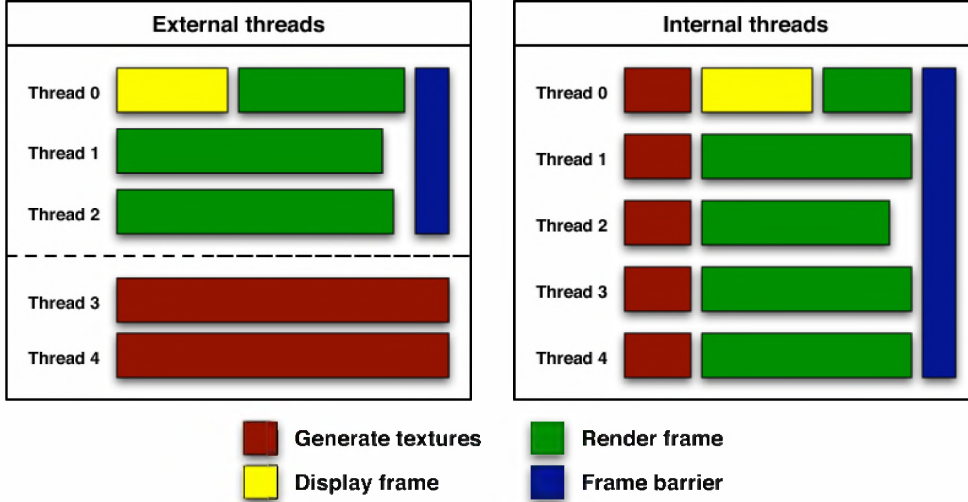 External threads
Thread 0
Thread 1
Thread 2
Thread 3
Thread 4
Internal threads
Thread 0
Thread 1
Thread 2
Thread 3
Thread 4
Generate textures
Render frame
Display frame
Frame barrier